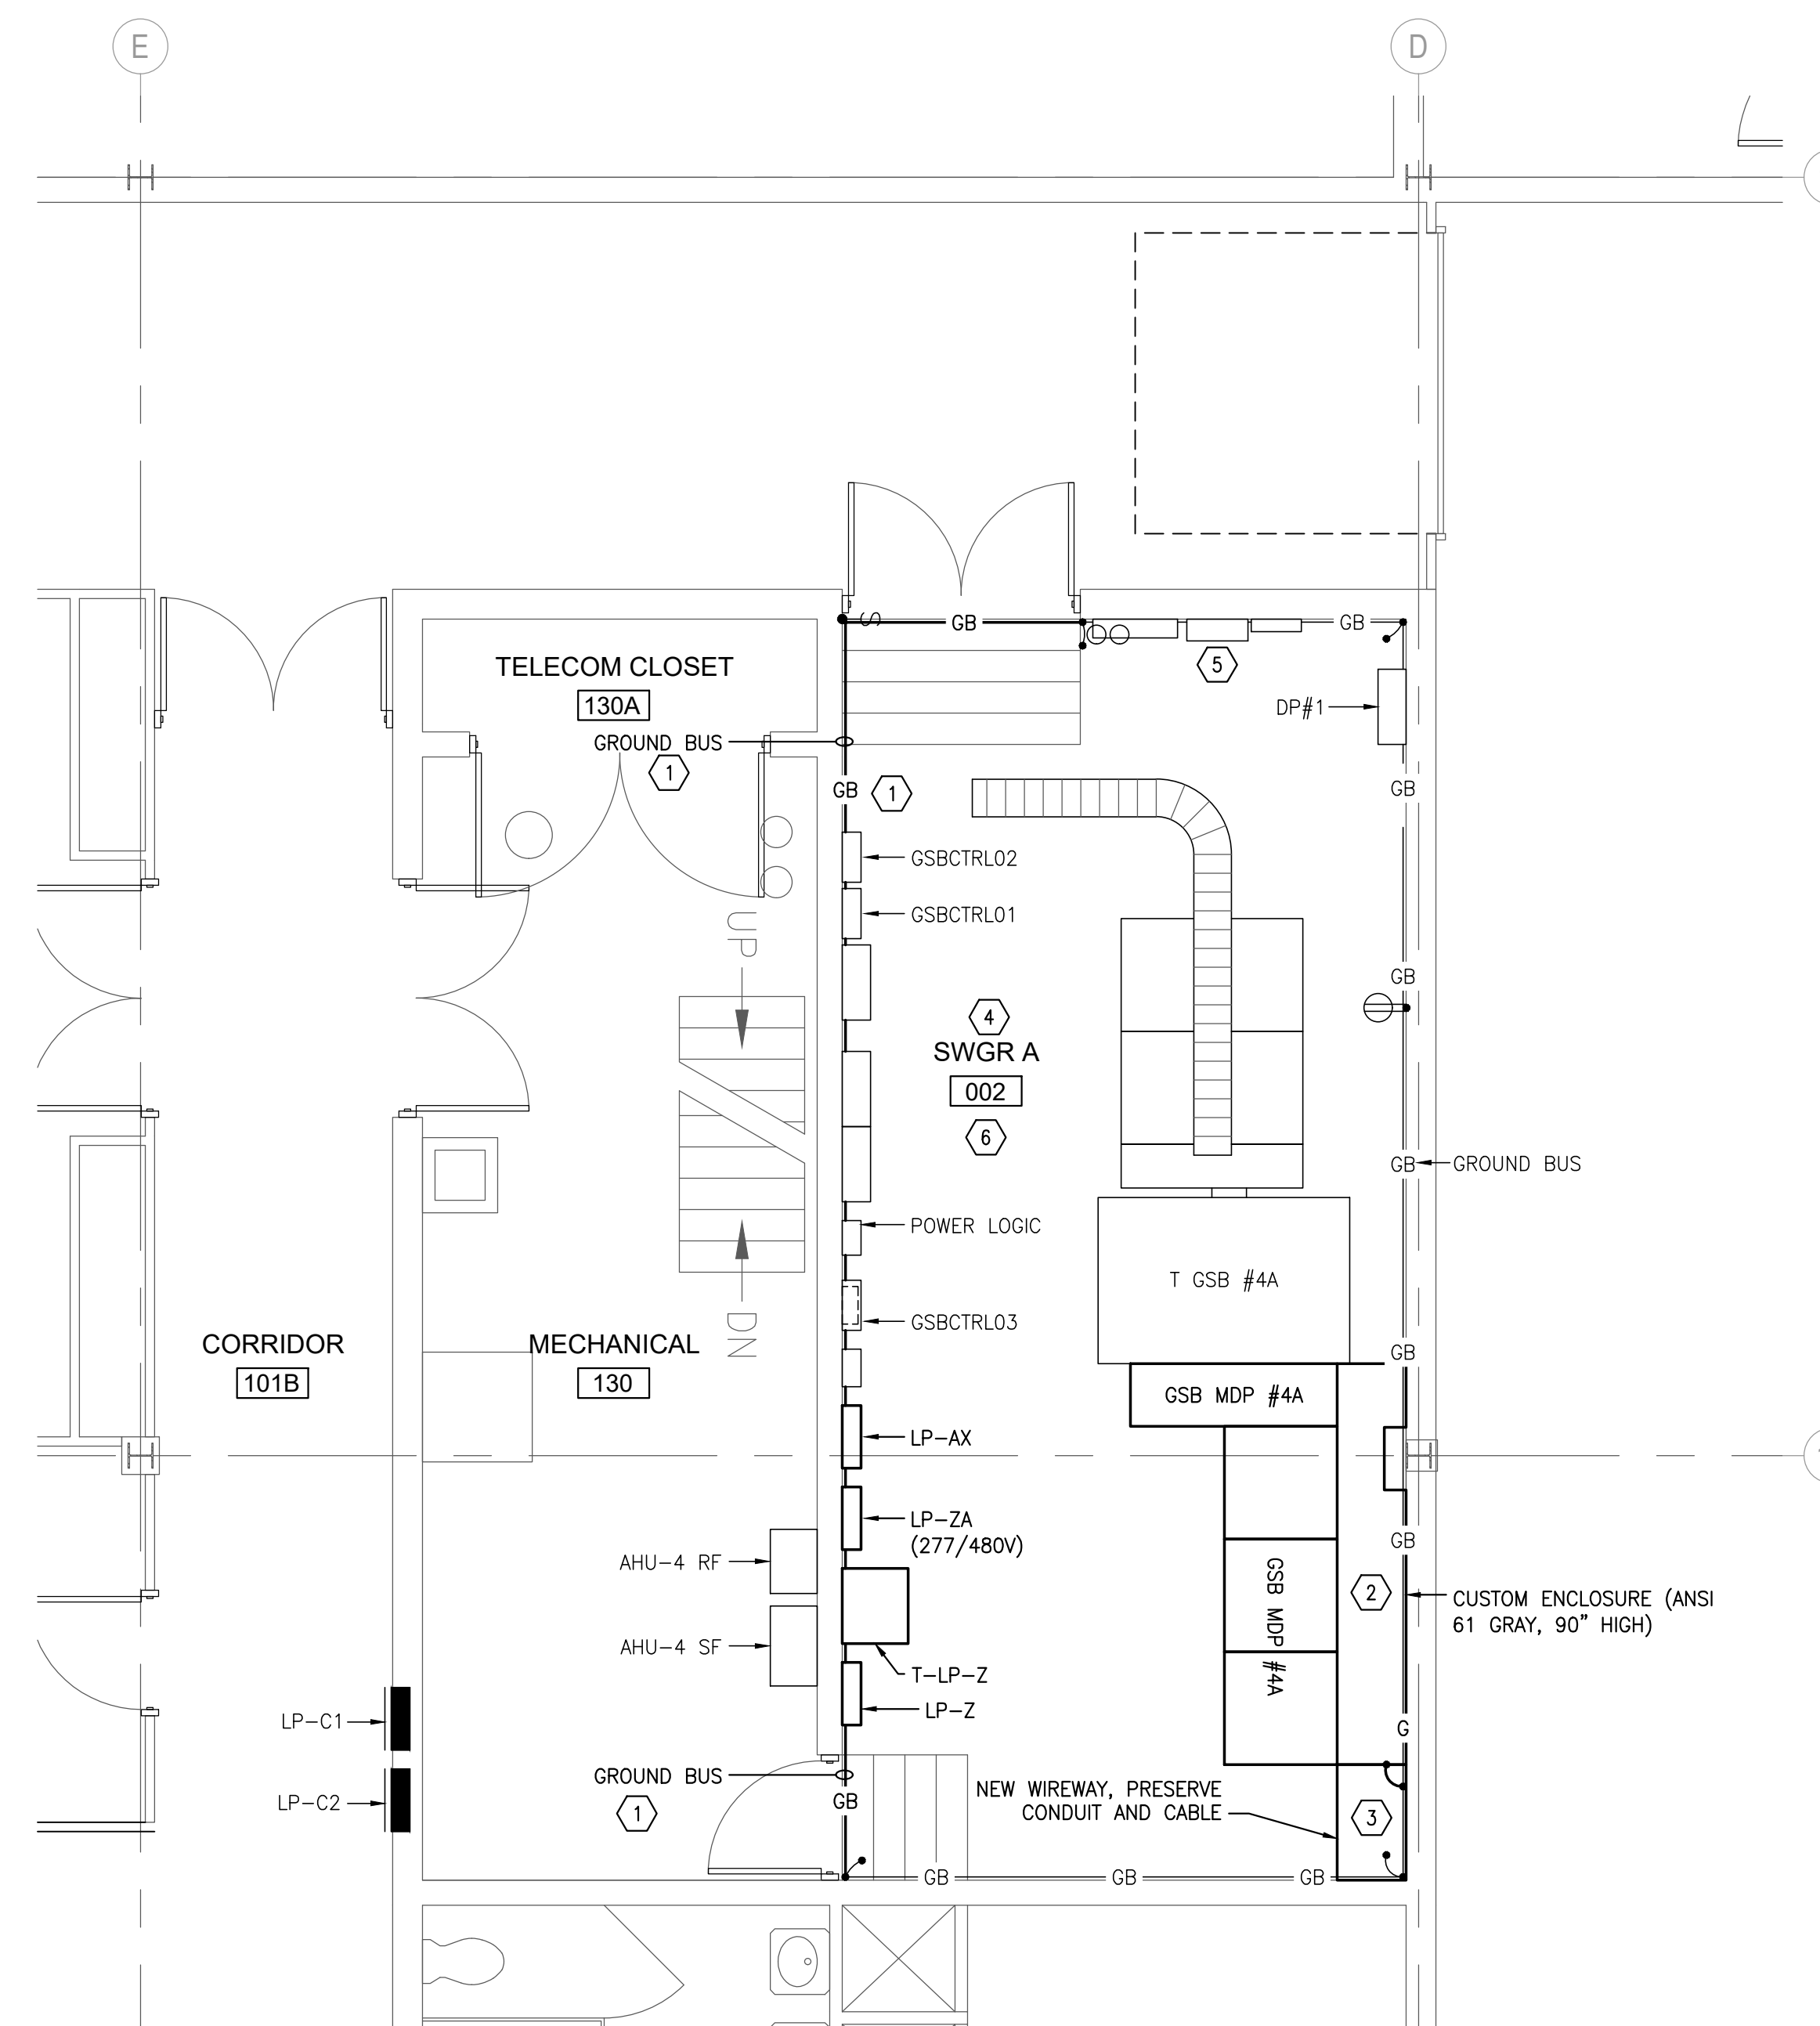 E
D
S
GB
GB
TELECOM CLOSET
130A
5
DP#1
GROUND BUS
1
GB
1
GB
GSBCTRL02
GSBCTRL01
UP
GB
4
SWGR A
002
6
GB
GROUND BUS
POWER LOGIC
T GSB #4A
GSBCTRL03
DN
CORRIDOR
101B
MECHANICAL
130
GB
GSB MDP #4A
LP-AX
LP-ZA
(277/480V)
GB
AHU-4 RF
GSB MDP #4A
2
CUSTOM ENCLOSURE (ANSI
61 GRAY, 90" HIGH)
AHU-4 SF
T-LP-Z
LP-Z
LP-C1
G
GROUND BUS
1
GB
NEW WIREWAY, PRESERVE
CONDUIT AND CABLE
3
LP-C2
GB
GB
GB